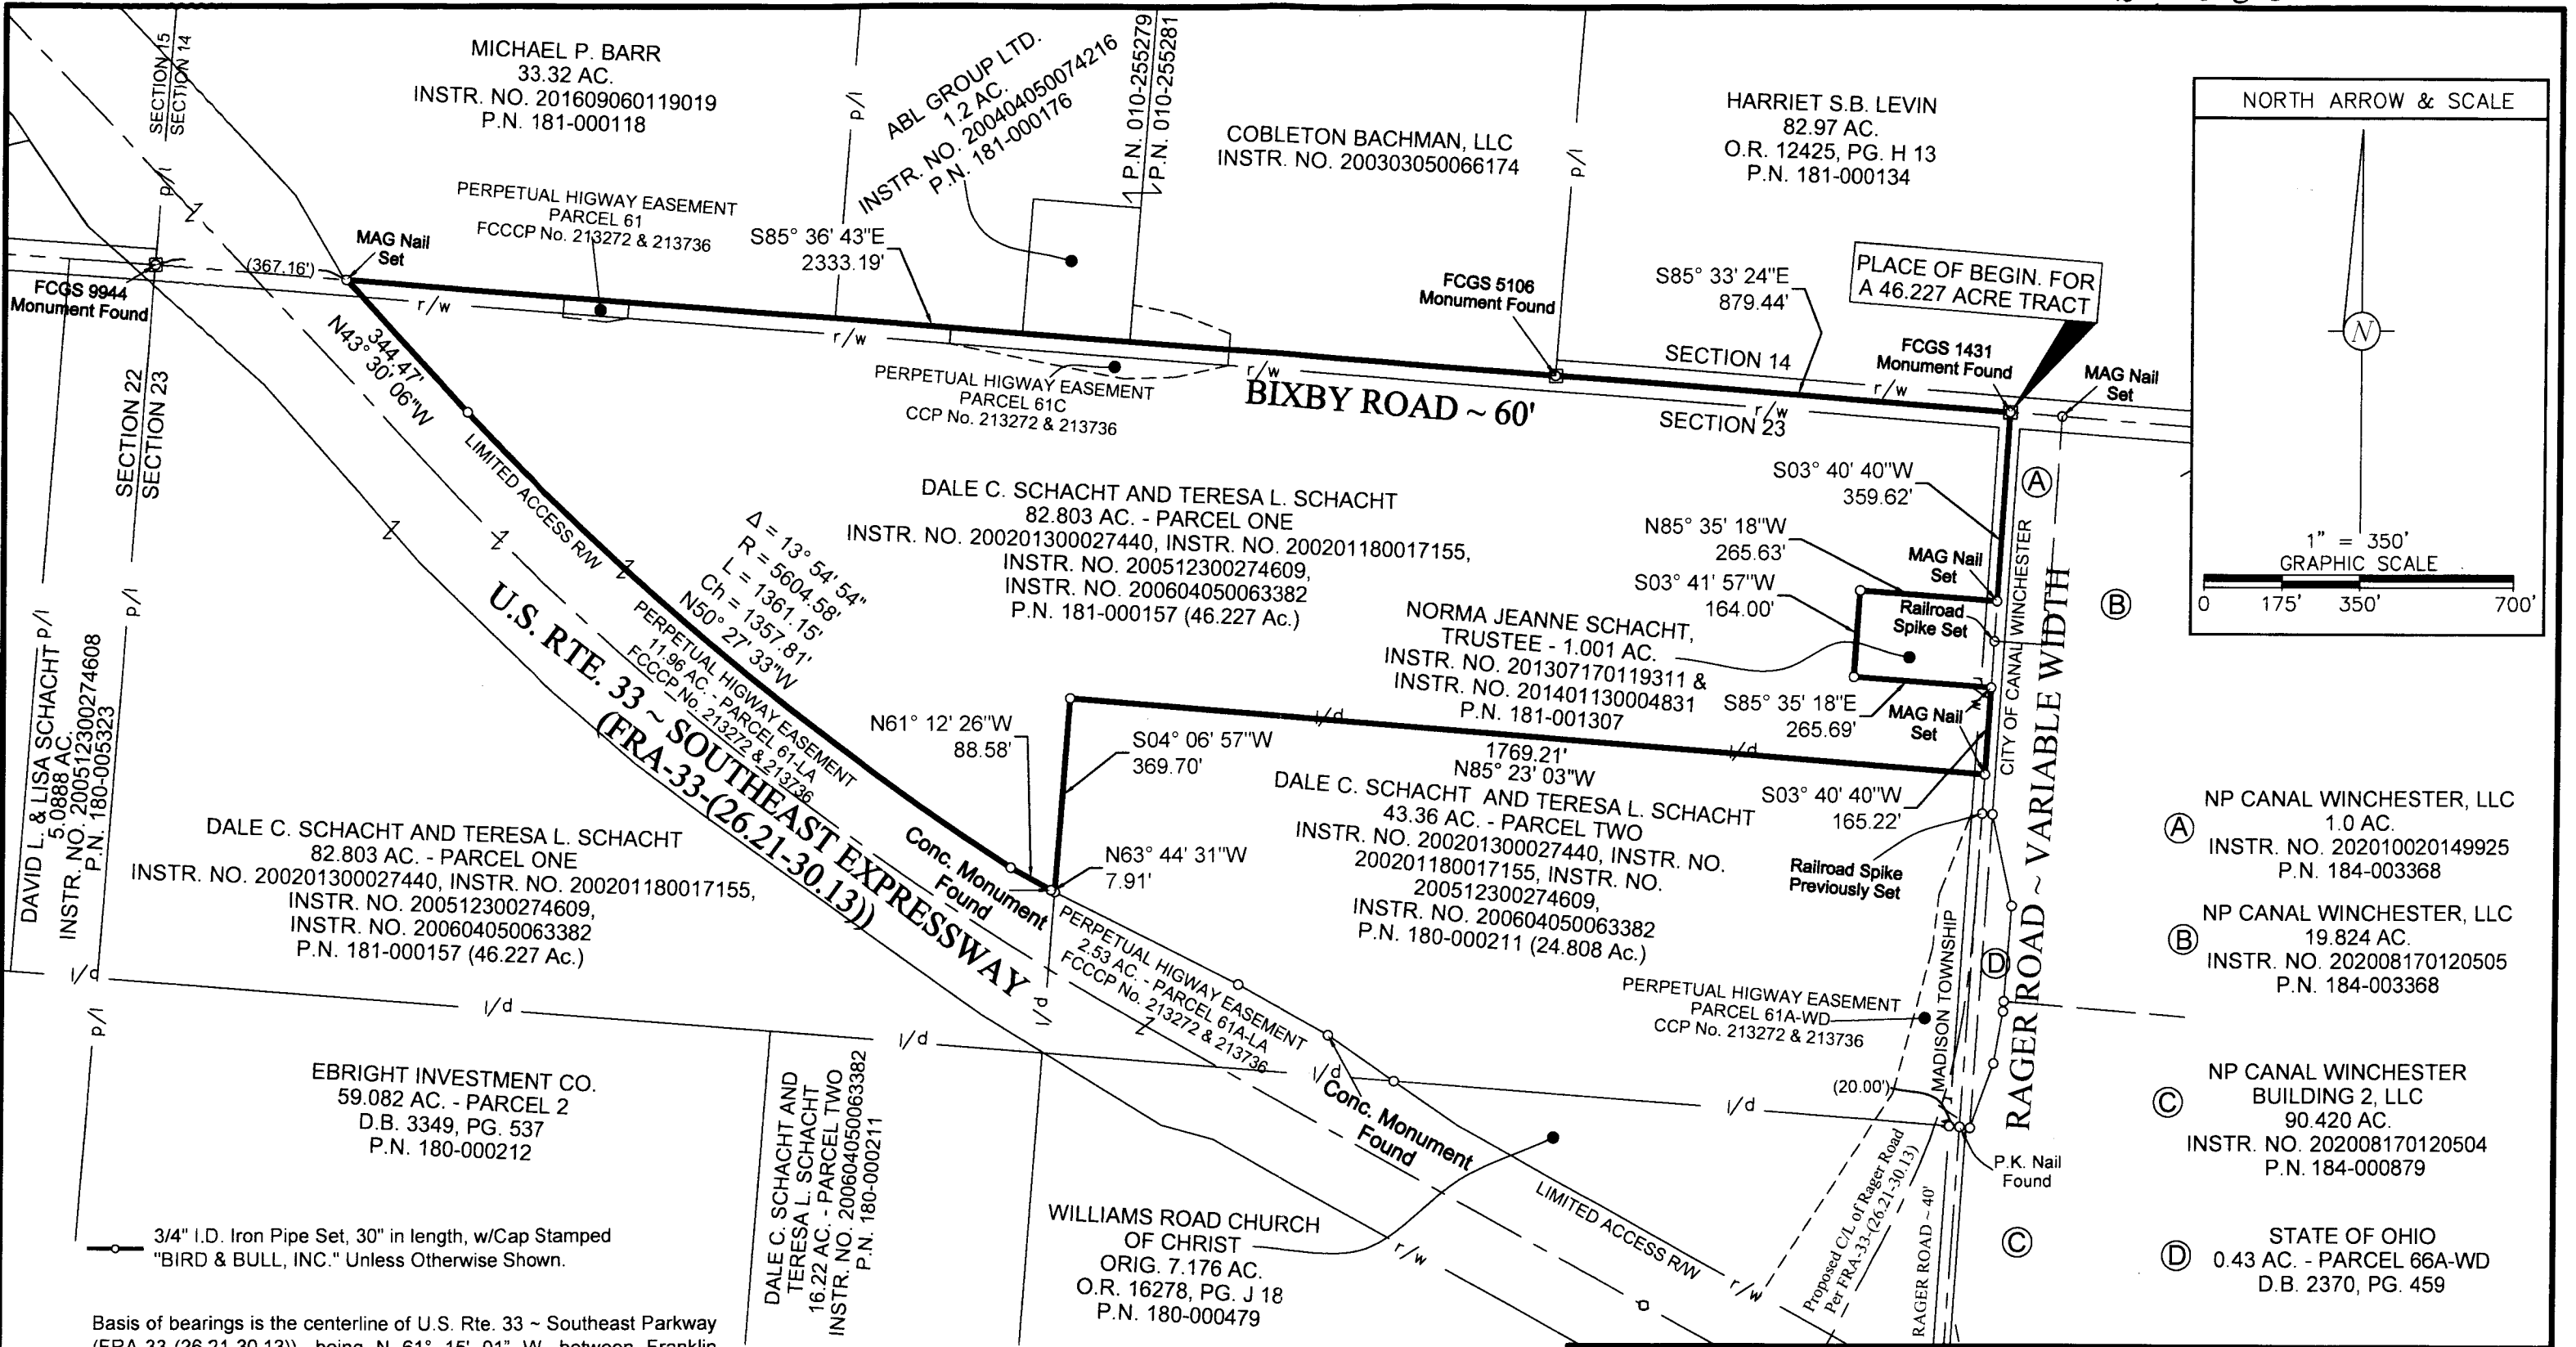 SECTION 15
SECTION 14
MICHAEL P. BARR
33.32 AC.
INSTR. NO. 201609060119019
P.N. 181-000118
p/l
p/l
ABL GROUP LTD.
1.2 AC.
INSTR. NO. 200404050074216
P.N. 181-000176
P.N. 010-255279
P.N. 010-255281
COBLETON BACHMAN, LLC
INSTR. NO. 200303050066174
p/l
HARRIET S.B. LEVIN
82.97 AC.
O.R. 12425, PG. H 13
P.N. 181-000134
NORTH ARROW & SCALE
N
1" = 350'
GRAPHIC SCALE
0 175' 350' 700'
PERPETUAL HIGWAY EASEMENT
PARCEL 61
FCCCP No. 213272 & 213736
S85° 36' 43"E
2333.19'
MAG Nail
Set
(367.16')
FCGS 9944
Monument Found
r/w
r/w
FCGS 5106
Monument Found
S85° 33' 24"E
879.44'
PLACE OF BEGIN. FOR
A 46.227 ACRE TRACT
SECTION 14
FCGS 1431
Monument Found
MAG Nail
Set
r/w
r/w
r/w
SECTION 23
BIXBY ROAD ~ 60'
PERPETUAL HIGWAY EASEMENT
PARCEL 61C
CCP No. 213272 & 213736
344.47'
N43° 30' 06"W
SECTION 22
SECTION 23
LIMITED ACCESS R/W
DALE C. SCHACHT AND TERESA L. SCHACHT
82.803 AC. - PARCEL ONE
INSTR. NO. 200201300027440, INSTR. NO. 200201180017155,
INSTR. NO. 200512300274609,
INSTR. NO. 200604050063382
P.N. 181-000157 (46.227 Ac.)
S03° 40' 40"W
359.62'
A
N85° 35' 18"W
265.63'
MAG Nail
Set
S03° 41' 57"W
164.00'
Railroad
Spike Set
CITY OF CANAL WINCHESTER
B
Δ = 13° 54' 54"
R = 5604.58'
L = 1361.15'
Ch = 1357.81'
N50° 27' 33"W
PERPETUAL HIGWAY EASEMENT
11.96 AC. - PARCEL 61-LA
FCCCP No. 213272 & 213736
U.S. RTE. 33 ~ SOUTHEAST EXPRESSWAY
(FRA-33-(26.21-30.13))
NORMA JEANNE SCHACHT,
TRUSTEE - 1.001 AC.
INSTR. NO. 201307170119311 &
INSTR. NO. 201401130004831
P.N. 181-001307
S85° 35' 18"E
265.69'
MAG Nail
Set
RAGER ROAD ~ VARIABLE WIDTH
p/l
p/l
DAVID L. & LISA SCHACHT
5.0888 AC.
INSTR. NO. 200512300274608
P.N. 180-005323
N61° 12' 26"W
88.58'
S04° 06' 57"W
369.70'
l/d
l/d
1769.21'
N85° 23' 03"W
S03° 40' 40"W
165.22'
DALE C. SCHACHT AND TERESA L. SCHACHT
43.36 AC. - PARCEL TWO
INSTR. NO. 200201300027440, INSTR. NO.
200201180017155, INSTR. NO.
200512300274609,
INSTR. NO. 200604050063382
P.N. 180-000211 (24.808 Ac.)
DALE C. SCHACHT AND TERESA L. SCHACHT
82.803 AC. - PARCEL ONE
INSTR. NO. 200201300027440, INSTR. NO. 200201180017155,
INSTR. NO. 200512300274609,
INSTR. NO. 200604050063382
P.N. 181-000157 (46.227 Ac.)
Conc. Monument
Found
N63° 44' 31"W
7.91'
Railroad Spike
Previously Set
A
NP CANAL WINCHESTER, LLC
1.0 AC.
INSTR. NO. 202010020149925
P.N. 184-003368
B
NP CANAL WINCHESTER, LLC
19.824 AC.
INSTR. NO. 202008170120505
P.N. 184-003368
PERPETUAL HIGWAY EASEMENT
2.53 AC. - PARCEL 61A-LA
FCCCP No. 213272 & 213736
PERPETUAL HIGWAY EASEMENT
PARCEL 61A-WD
CCP No. 213272 & 213736
MADISON TOWNSHIP
D
l/d
l/d
l/d
l/d
l/d
p/l
p/l
EBRIGHT INVESTMENT CO.
59.082 AC. - PARCEL 2
D.B. 3349, PG. 537
P.N. 180-000212
DALE C. SCHACHT AND
TERESA L. SCHACHT
16.22 AC. - PARCEL TWO
INSTR. NO. 200604050063382
P.N. 180-000211
Conc. Monument
Found
(20.00')
P.K. Nail
Found
C
NP CANAL WINCHESTER
BUILDING 2, LLC
90.420 AC.
INSTR. NO. 202008170120504
P.N. 184-000879
WILLIAMS ROAD CHURCH
OF CHRIST
ORIG. 7.176 AC.
O.R. 16278, PG. J 18
P.N. 180-000479
LIMITED ACCESS R/W
r/w
r/w
Proposed C/L of Rager Road
Per FRA-33-(26.21-30.13)
RAGER ROAD ~ 40'
C
D
STATE OF OHIO
0.43 AC. - PARCEL 66A-WD
D.B. 2370, PG. 459
3/4" I.D. Iron Pipe Set, 30" in length, w/Cap Stamped
"BIRD & BULL, INC." Unless Otherwise Shown.
Basis of bearings is the centerline of U.S. Rte. 33 ~ Southeast Parkway
(FRA-33-(26.21-30.13)), being N 61° 15' 01" W, between Franklin